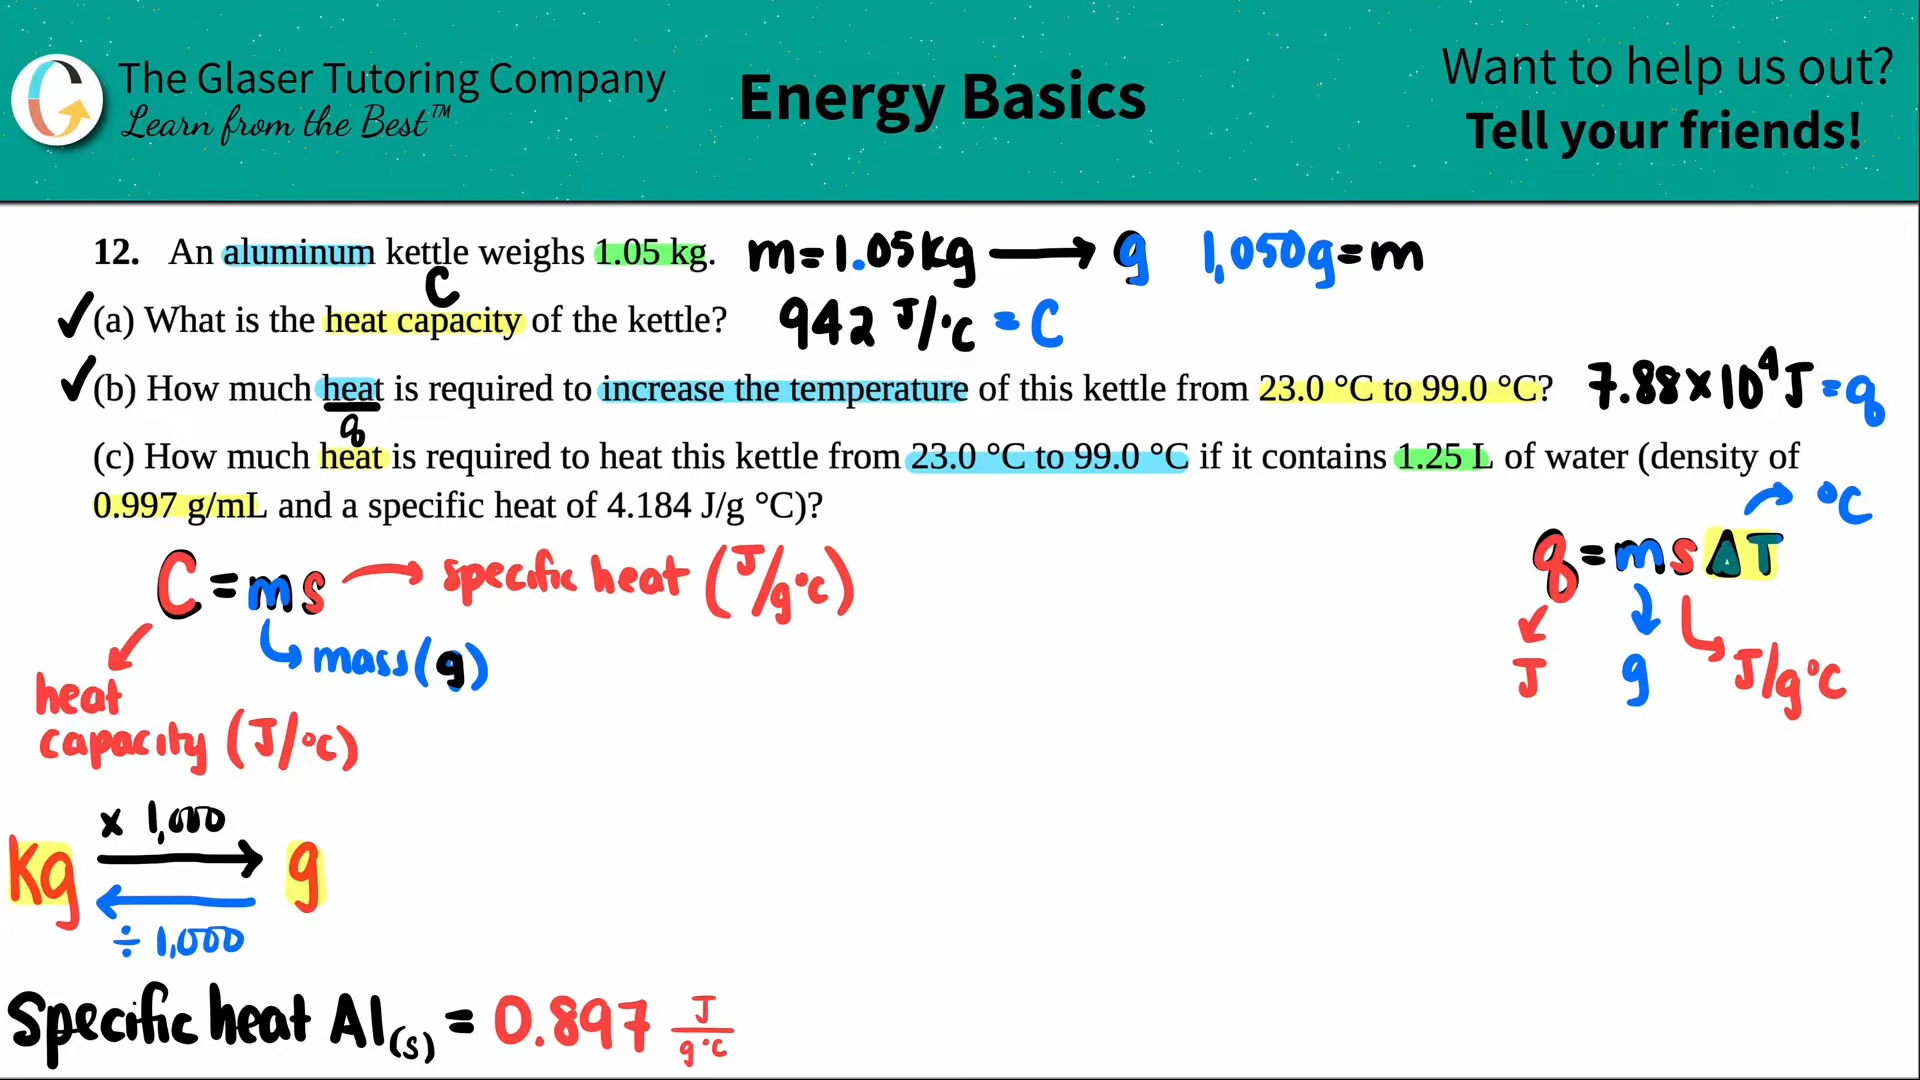 The Glaser Tutoring Company
Learn from the Best™
Energy Basics
Want to help us out?
Tell your friends!
12. An aluminum kettle weighs 1.05 kg. m=1.05kg → g 1,050g=m
C
(a) What is the heat capacity of the kettle? 942 J/°C = C
(b) How much heat is required to increase the temperature of this kettle from 23.0 °C to 99.0 °C? 7.88×10⁴J=q
q
(c) How much heat is required to heat this kettle from 23.0 °C to 99.0 °C if it contains 1.25 L of water (density of
0.997 g/mL and a specific heat of 4.184 J/g °C)?
°C
C=ms → specific heat (J/g°C)
q=msΔT
mass(g)
J g J/g°C
heat
capacity (J/°C)
x 1,000
kg g
÷ 1,000
Specific heat Al(s) = 0.897 J/g°C